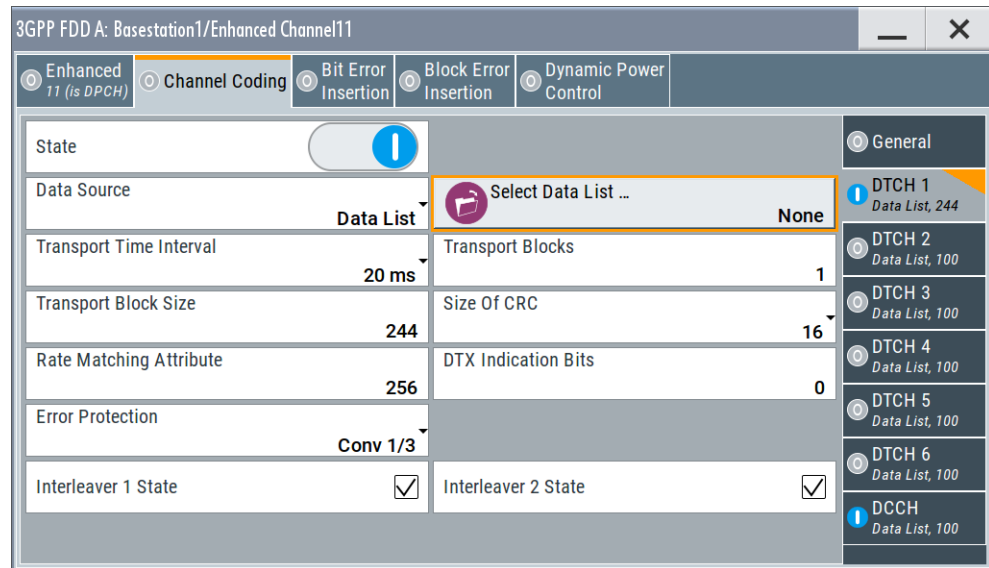 3GPP FDD A: Basestation1/Enhanced Channel11
Enhanced
11 (is DPCH)
Channel Coding
Bit Error
Insertion
Block Error
Insertion
Dynamic Power
Control
State
General
Data Source
Data List
Select Data List ...
None
DTCH 1
Data List, 244
Transport Time Interval
20 ms
Transport Blocks
1
DTCH 2
Data List, 100
Transport Block Size
244
Size Of CRC
16
DTCH 3
Data List, 100
Rate Matching Attribute
256
DTX Indication Bits
0
DTCH 4
Data List, 100
Error Protection
Conv 1/3
DTCH 5
Data List, 100
Interleaver 1 State
Interleaver 2 State
DTCH 6
Data List, 100
DCCH
Data List, 100